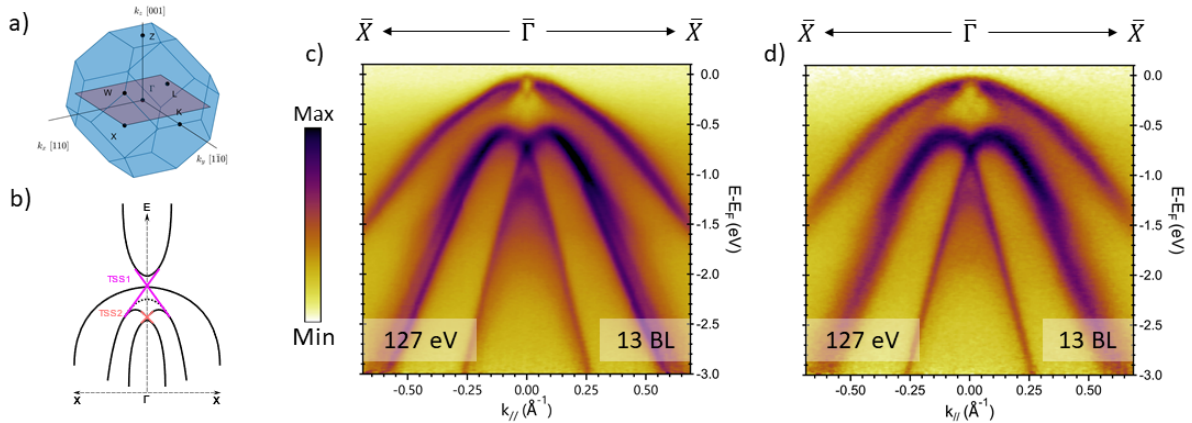 a)
k_z [001]
Z
W
Γ
L
X
K
k_x [110]
k_y [11̄0]
b)
E
TSS1
TSS2
X̄
Γ̄
X̄
Max
Min
c)
X̄ Γ̄ X̄
127 eV
13 BL
0.0
-0.5
-1.0
-1.5
-2.0
-2.5
-3.0
E-E_F (eV)
-0.50 -0.25 0.00 0.25 0.50
k_// (Å⁻¹)
d)
X̄ Γ̄ X̄
127 eV
13 BL
0.0
-0.5
-1.0
-1.5
-2.0
-2.5
-3.0
E-E_F (eV)
-0.50 -0.25 0.00 0.25 0.50
k_// (Å⁻¹)